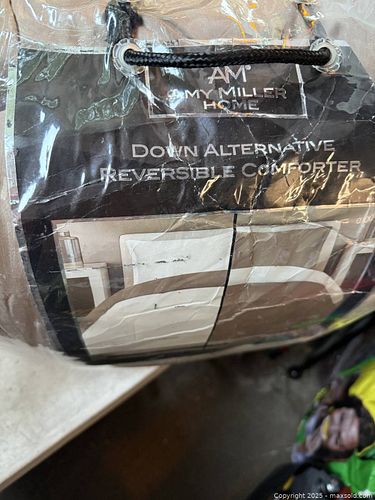 AM
AMY MILLER
HOME
DOWN ALTERNATIVE
REVERSIBLE COMFORTER
Copyright 2025 - maxsold.com